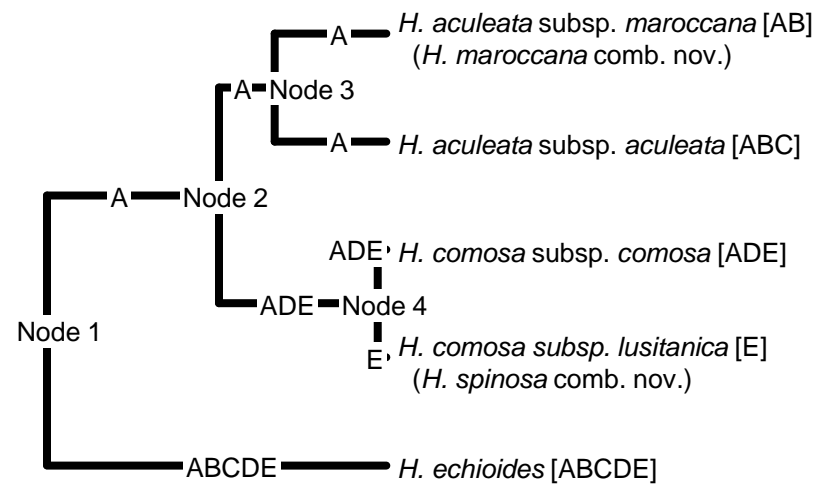 A H. aculeata subsp. maroccana [AB]
(H. maroccana comb. nov.)
A Node 3
A H. aculeata subsp. aculeata [ABC]
A Node 2
ADE H. comosa subsp. comosa [ADE]
ADE Node 4
Node 1
E H. comosa subsp. lusitanica [E]
(H. spinosa comb. nov.)
ABCDE H. echioides [ABCDE]